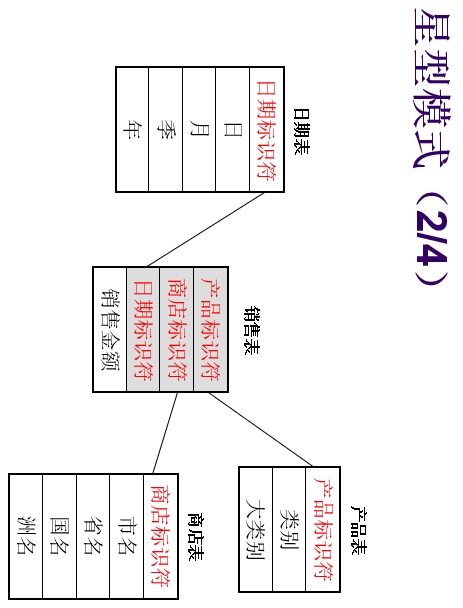 星型模式（2/4）
日期表
日期标识符
日
月
季
年
销售表
产品标识符
商店标识符
日期标识符
销售金额
产品表
产品标识符
类别
大类别
商店表
商店标识符
市名
省名
国名
洲名